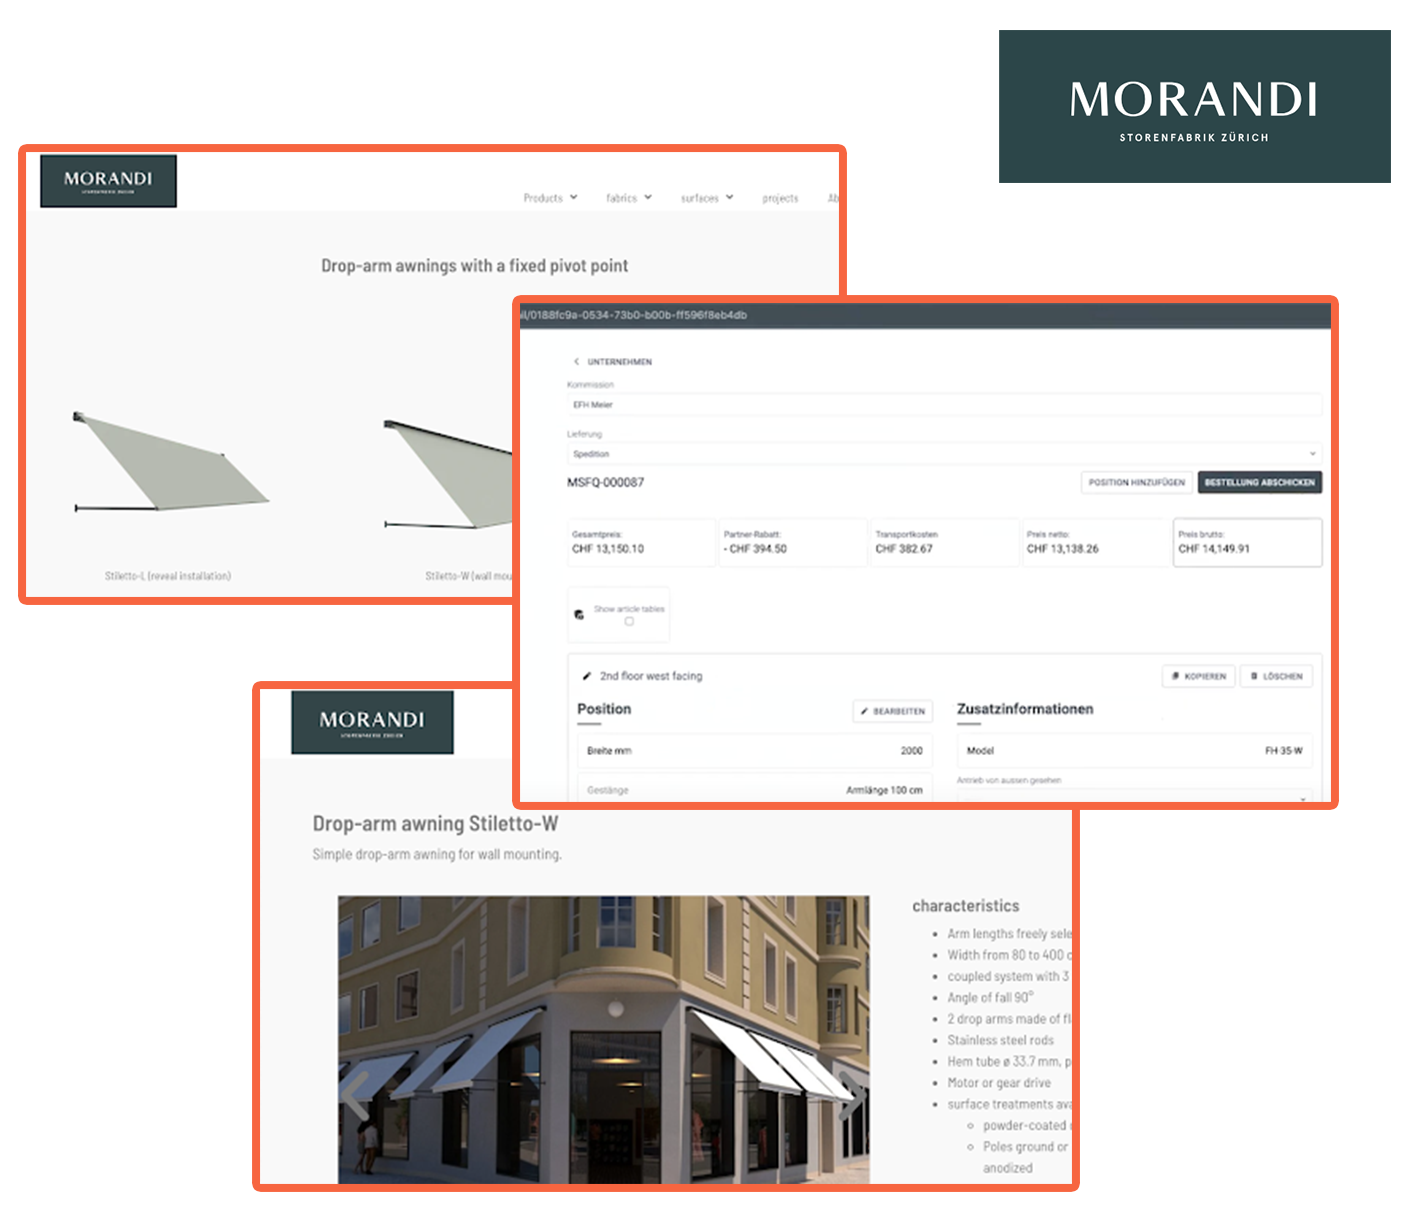 MORANDI
STORENFABRIK ZÜRICH
MORANDI
STORENFABRIK ZÜRICH
Products fabrics surfaces projects Ab
Drop-arm awnings with a fixed pivot point
Stiletto-L (reveal installation)
Stiletto-W (wall mou
il/0188fc9a-0534-73b0-b00b-ff596f8eb4db
UNTERNEHMEN
Kommission
EFH Meier
Lieferung
Spedition
MSFQ-000087
POSITION HINZUFÜGEN
BESTELLUNG ABSCHICKEN
Gesamtpreis: Partner-Rabatt: Transportkosten Preis netto: Preis brutto:
CHF 13,150.10 - CHF 394.50 CHF 382.67 CHF 13,138.26 CHF 14,149.91
Show article tables
2nd floor west facing
KOPIEREN
LÖSCHEN
Position
BEARBEITEN
Breite mm 2000
Gestänge Armlänge 100 cm
Zusatzinformationen
Model FH-35-W
Antrieb von aussen gesehen
MORANDI
STORENFABRIK ZÜRICH
Drop-arm awning Stiletto-W
Simple drop-arm awning for wall mounting.
characteristics
Arm lengths freely sele
Width from 80 to 400 c
coupled system with 3
Angle of fall 90°
2 drop arms made of fl
Stainless steel rods
Hem tube ø 33.7 mm, p
Motor or gear drive
surface treatments ava
powder-coated
Poles ground or
anodized